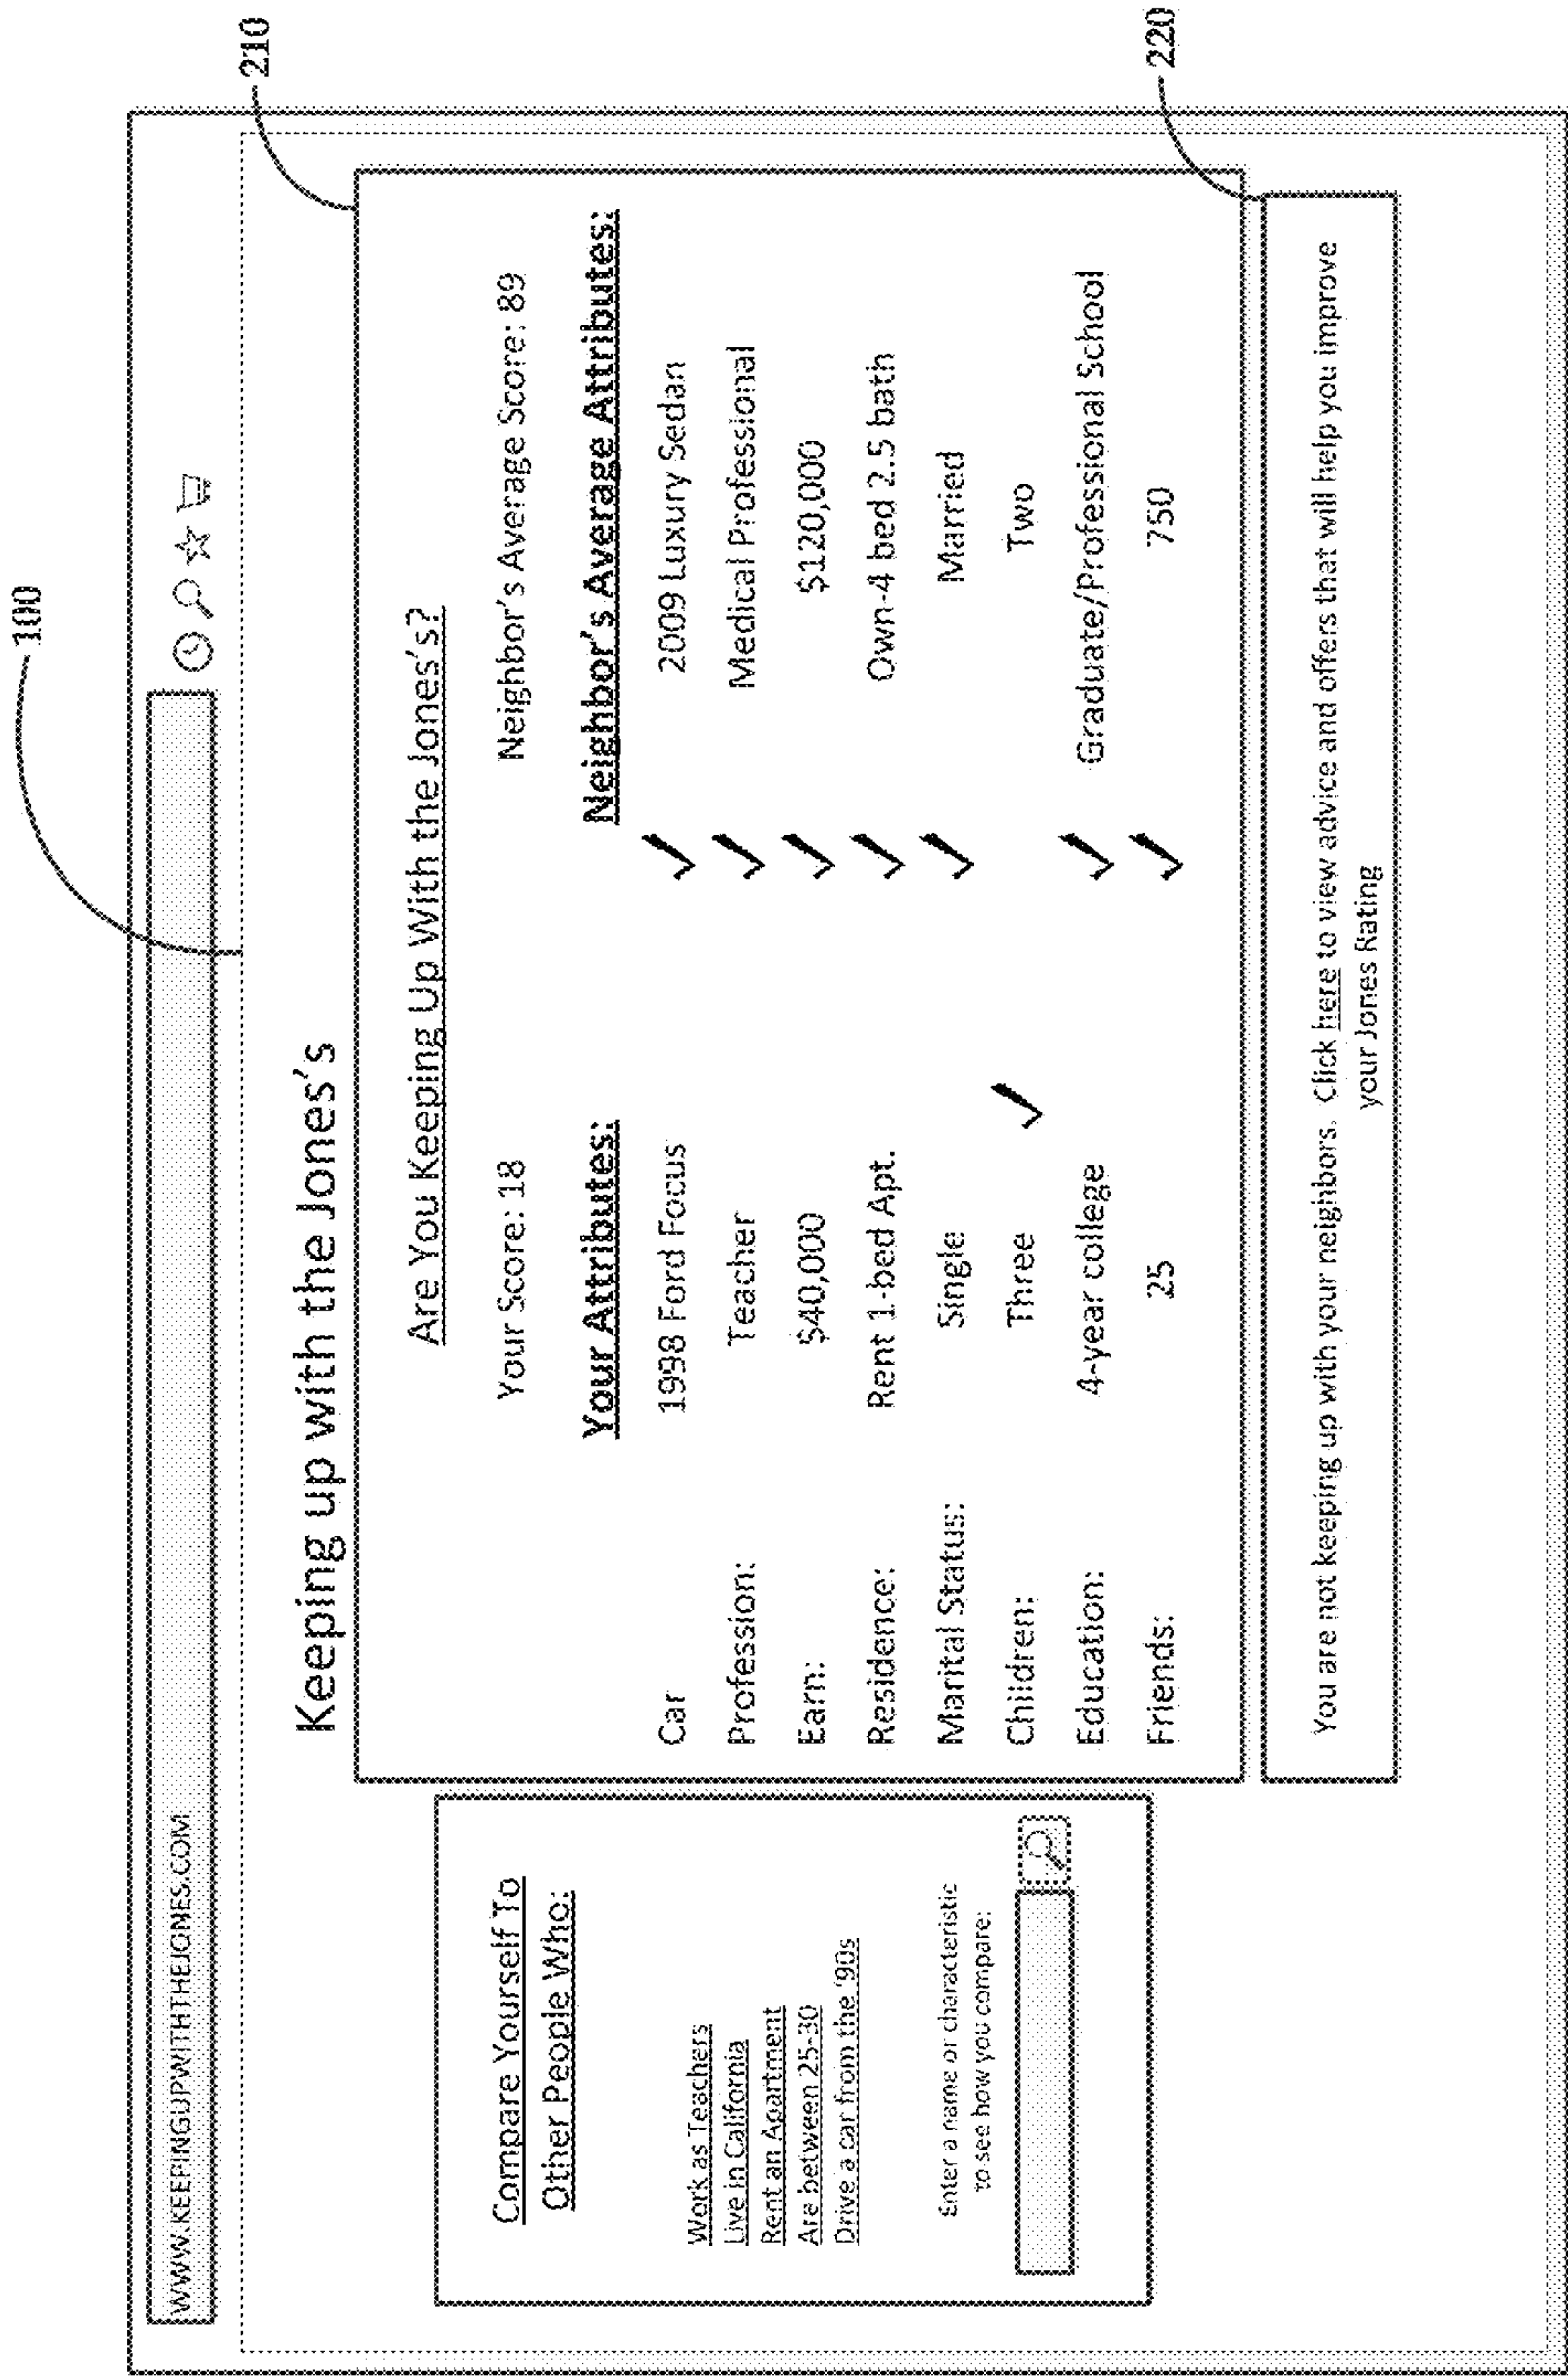 100
WWW.KEEPINGUPWITHTHEJONES.COM
Keeping up with the Jones's
210
Compare Yourself To
Other People Who:
Work as Teachers
Live in California
Rent an Apartment
Are between 25-30
Drive a car from the '90s
Enter a name or characteristic
to see how you compare:
Are You Keeping Up With the Jones's?
Your Score: 18 Neighbor's Average Score: 89
Your Attributes: Neighbor's Average Attributes:
Car 1998 Ford Focus ✓ 2009 Luxury Sedan
Profession: Teacher ✓ Medical Professional
Earn: $40,000 ✓ $120,000
Residence: Rent 1-bed Apt. ✓ Own-4 bed 2.5 bath
Marital Status: Single ✓ Married
Children: Three ✓ Two
Education: 4-year college ✓ Graduate/Professional School
Friends: 25 ✓ 750
220
You are not keeping up with your neighbors. Click here to view advice and offers that will help you improve
your Jones Rating